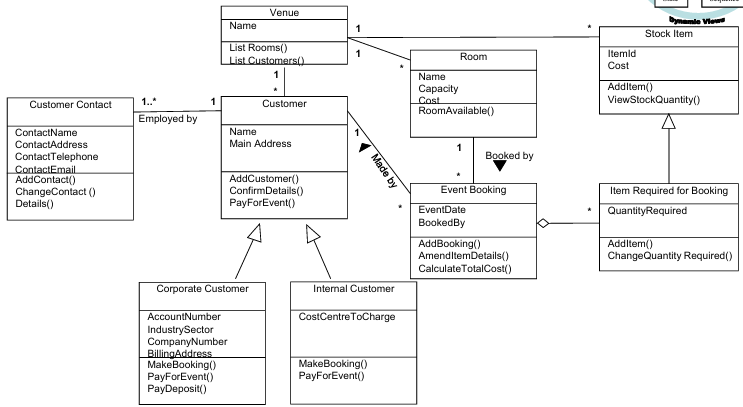 Dynamic Views
Venue
Name
List Rooms()
List Customers()
1
*
1
*
1
*
Stock Item
ItemId
Cost
AddItem()
ViewStockQuantity()
Room
Name
Capacity
Cost
RoomAvailable()
Customer Contact
ContactName
ContactAddress
ContactTelephone
ContactEmail
AddContact()
ChangeContact ()
Details()
1..*
1
Employed by
Customer
Name
Main Address
AddCustomer()
ConfirmDetails()
PayForEvent()
1
Made by
*
1
Booked by
*
Event Booking
EventDate
BookedBy
AddBooking()
AmendItemDetails()
CalculateTotalCost()
*
Item Required for Booking
QuantityRequired
AddItem()
ChangeQuantity Required()
Corporate Customer
AccountNumber
IndustrySector
CompanyNumber
BillingAddress
MakeBooking()
PayForEvent()
PayDeposit()
Internal Customer
CostCentreToCharge
MakeBooking()
PayForEvent()